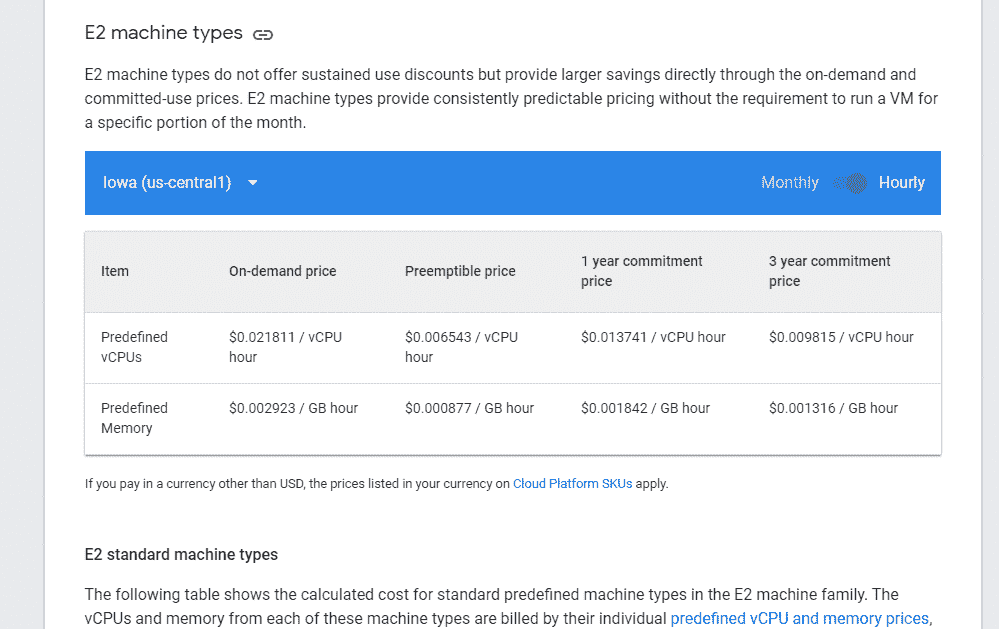 E2 machine types
E2 machine types do not offer sustained use discounts but provide larger savings directly through the on-demand and
committed-use prices. E2 machine types provide consistently predictable pricing without the requirement to run a VM for
a specific portion of the month.
Iowa (us-central1)
Monthly Hourly
Item
On-demand price
Preemptible price
1 year commitment
price
3 year commitment
price
Predefined
vCPUs
$0.021811 / vCPU
hour
$0.006543 / vCPU
hour
$0.013741 / vCPU hour
$0.009815 / vCPU hour
Predefined
Memory
$0.002923 / GB hour
$0.000877 / GB hour
$0.001842 / GB hour
$0.001316 / GB hour
If you pay in a currency other than USD, the prices listed in your currency on Cloud Platform SKUs apply.
E2 standard machine types
The following table shows the calculated cost for standard predefined machine types in the E2 machine family. The
vCPUs and memory from each of these machine types are billed by their individual predefined vCPU and memory prices,